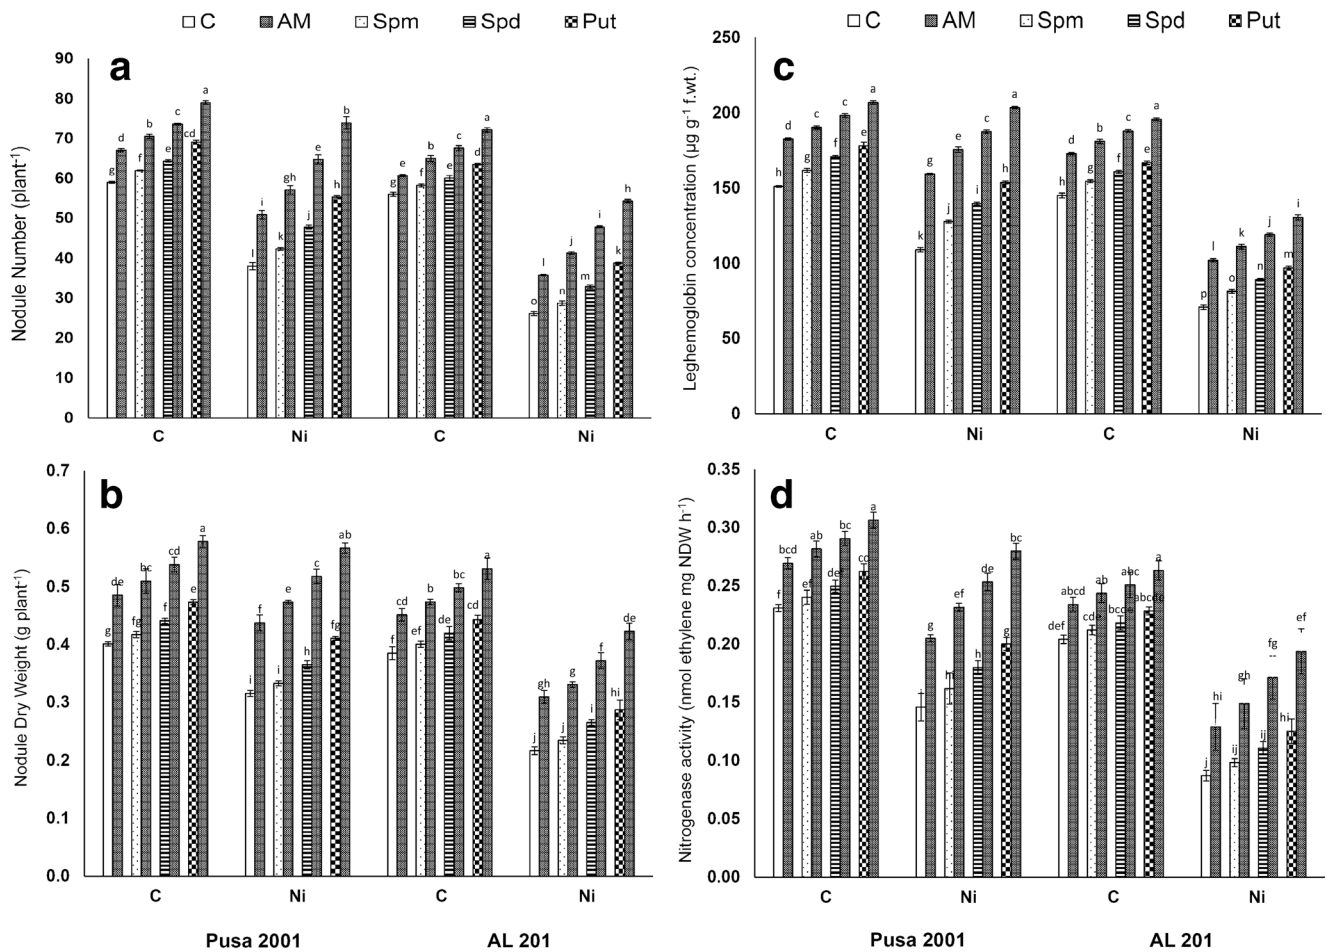 C AM Spm Spd Put
a
Nodule Number (plant⁻¹)
90
80
70
60
50
40
30
20
10
0
g d f b e c cd a
l i k gh j e h b
g e f b e c d a
o l n j m i k h
C Ni C Ni
b
Nodule Dry Weight (g plant⁻¹)
0.7
0.6
0.5
0.4
0.3
0.2
0.1
0.0
fg de fg bc f cd e a
i f i e h c fg ab
f cd ef b de bc cd a
j gh j g i f hi de
C Ni C Ni
Pusa 2001 AL 201
C AM Spm Spd Put
c
Leghemoglobin concentration (µg g⁻¹ f.wt.)
250
200
150
100
50
0
h d g c f c e a
k g j e i c h a
h d g b f c e a
p l o k n j m i
C Ni C Ni
d
Nitrogenase activity (nmol ethylene mg NDW h⁻¹)
0.35
0.30
0.25
0.20
0.15
0.10
0.05
0.00
f bcd ef ab def bc cd a
i g hi ef h de g bc
def abcd cde ab bcde abc abcde a
j hi ij gh ij fg hi ef
C Ni C Ni
Pusa 2001 AL 201